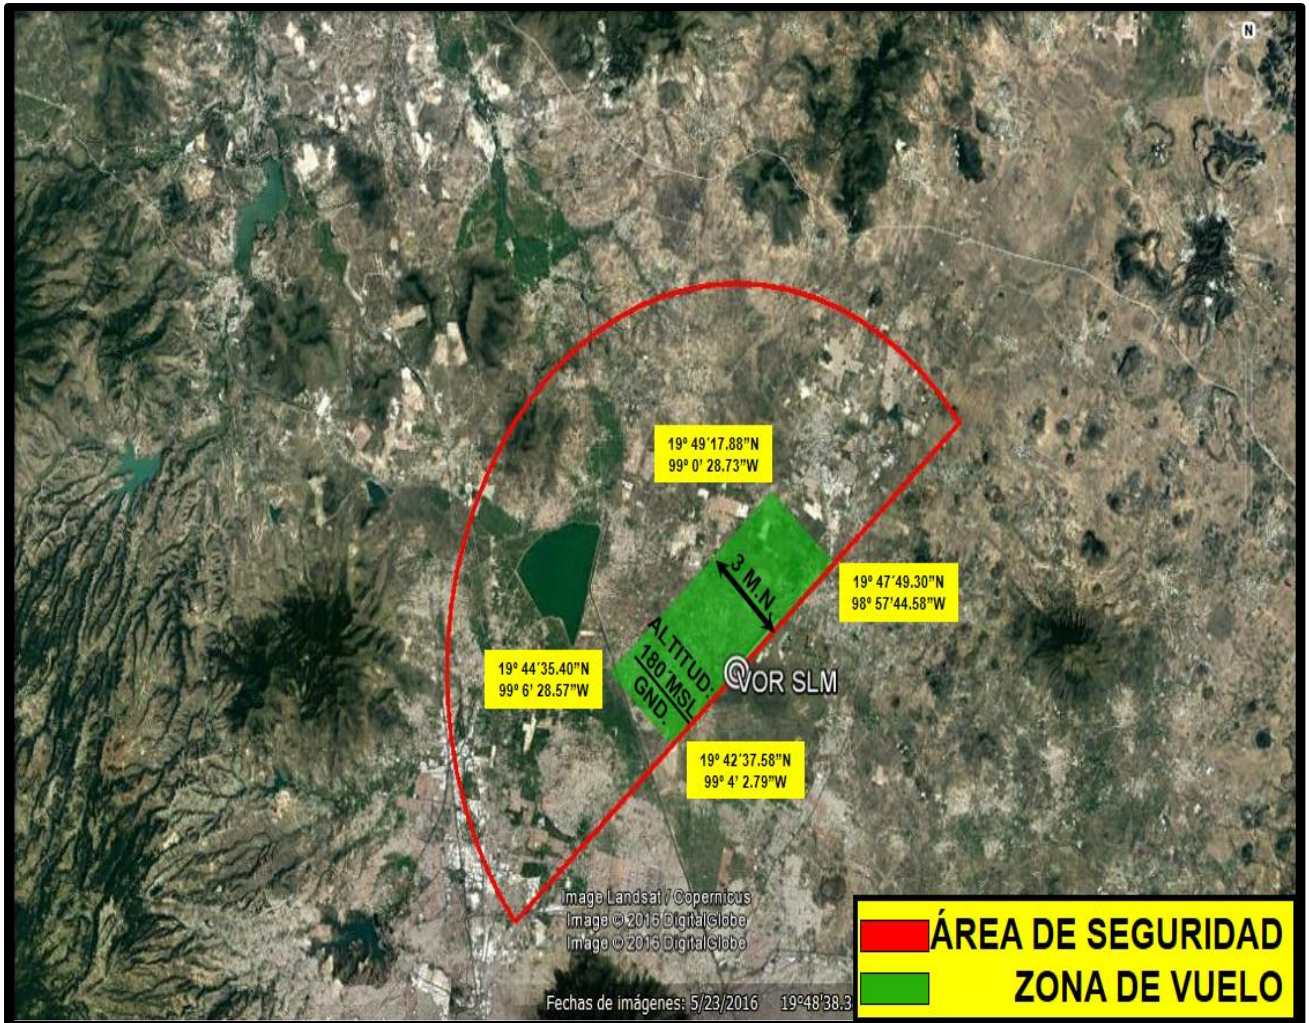 N
19º 49´17.88”N
99º 0' 28.73”W
3 M.N.
19º 47´49.30”N
98º 57'44.58”W
ALTITUD:
180´MSL
GND.
19º 44´35.40”N
99º 6' 28.57”W
VOR SLM
19º 42´37.58”N
99º 4' 2.79”W
Image Landsat / Copernicus
Image © 2016 DigitalGlobe
Image © 2016 DigitalGlobe
Fechas de imágenes: 5/23/2016 19º48'38.3
ÁREA DE SEGURIDAD
ZONA DE VUELO